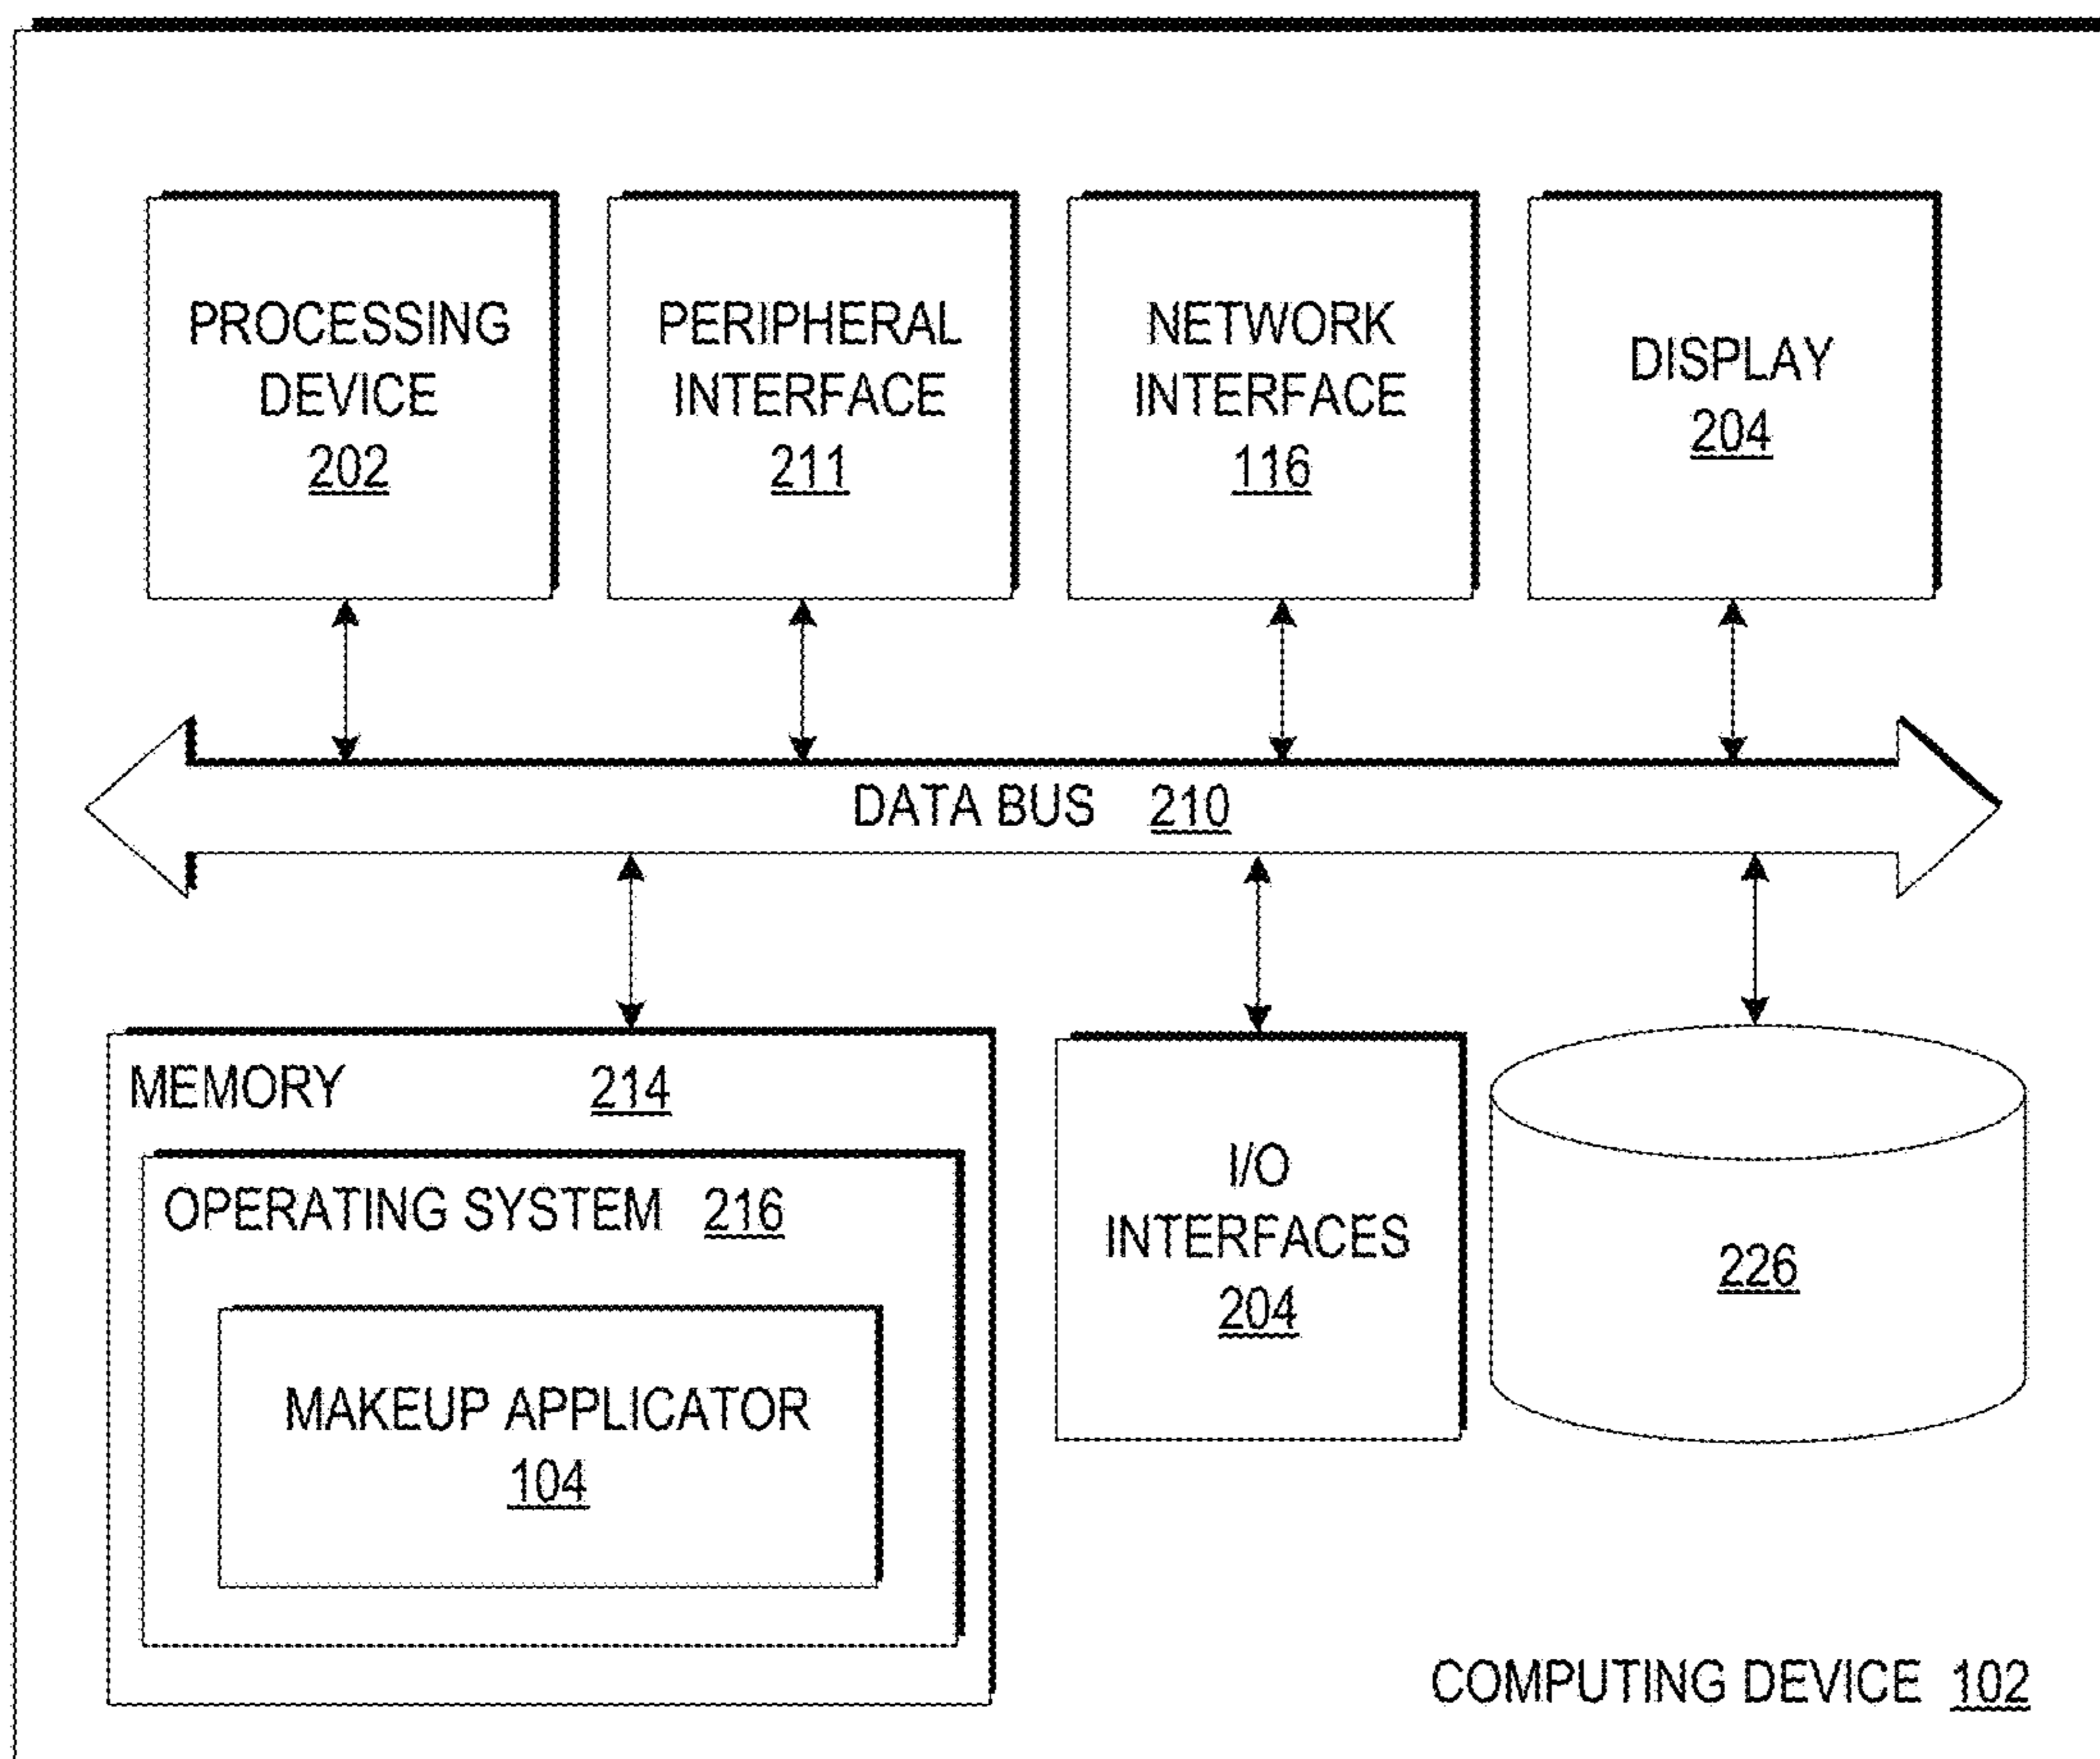 PROCESSING
DEVICE
202
PERIPHERAL
INTERFACE
211
NETWORK
INTERFACE
116
DISPLAY
204
DATA BUS 210
MEMORY 214
OPERATING SYSTEM 216
MAKEUP APPLICATOR
104
I/O
INTERFACES
204
226
COMPUTING DEVICE 102